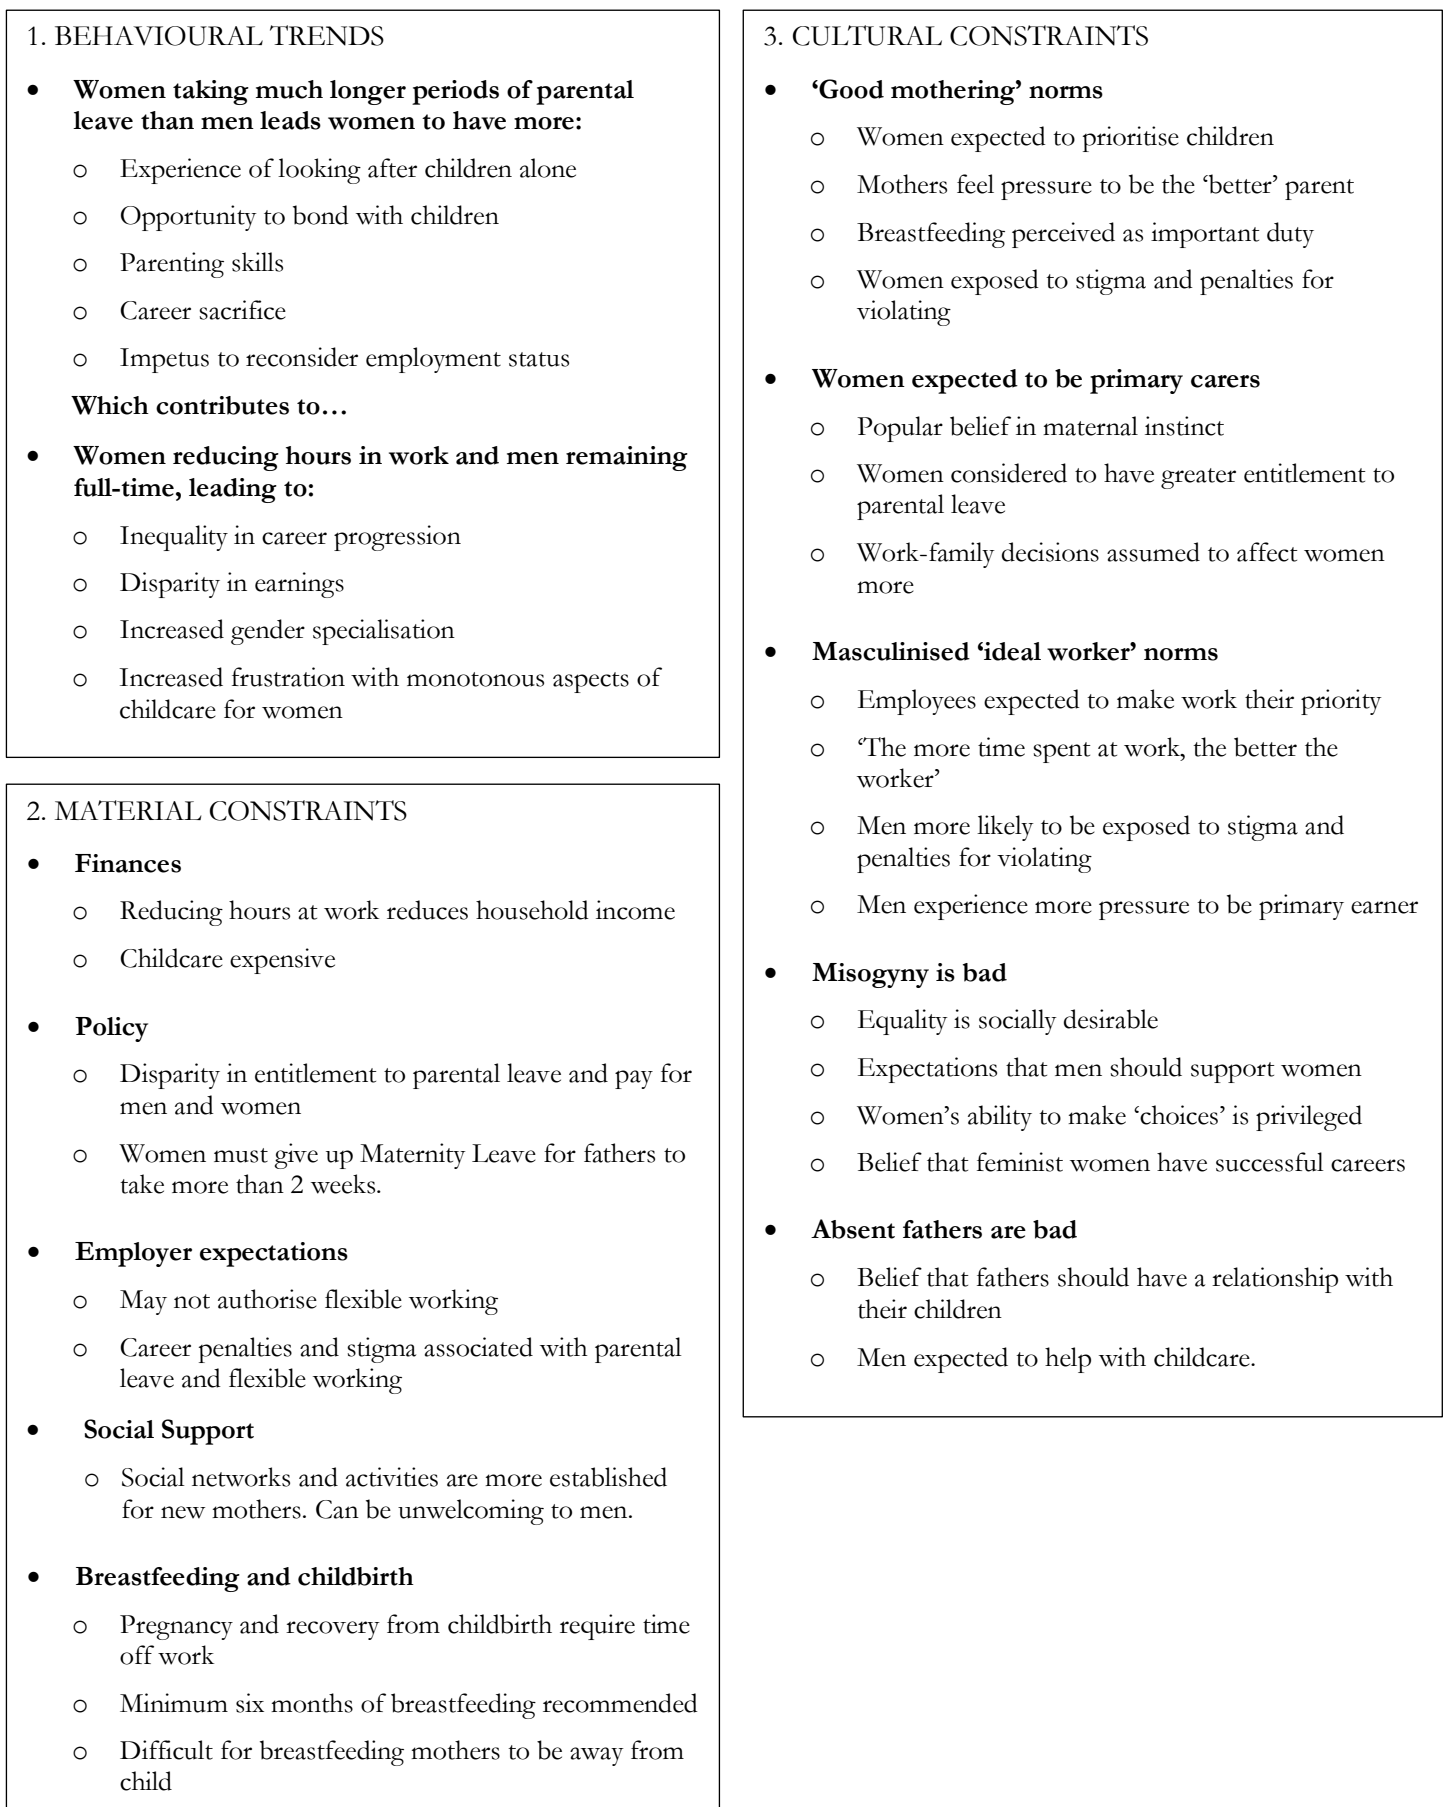 1. BEHAVIOURAL TRENDS
• Women taking much longer periods of parental
leave than men leads women to have more:
o Experience of looking after children alone
o Opportunity to bond with children
o Parenting skills
o Career sacrifice
o Impetus to reconsider employment status
Which contributes to…
• Women reducing hours in work and men remaining
full-time, leading to:
o Inequality in career progression
o Disparity in earnings
o Increased gender specialisation
o Increased frustration with monotonous aspects of
childcare for women
2. MATERIAL CONSTRAINTS
• Finances
o Reducing hours at work reduces household income
o Childcare expensive
• Policy
o Disparity in entitlement to parental leave and pay for
men and women
o Women must give up Maternity Leave for fathers to
take more than 2 weeks.
• Employer expectations
o May not authorise flexible working
o Career penalties and stigma associated with parental
leave and flexible working
• Social Support
o Social networks and activities are more established
for new mothers. Can be unwelcoming to men.
• Breastfeeding and childbirth
o Pregnancy and recovery from childbirth require time
off work
o Minimum six months of breastfeeding recommended
o Difficult for breastfeeding mothers to be away from
child
3. CULTURAL CONSTRAINTS
• ‘Good mothering’ norms
o Women expected to prioritise children
o Mothers feel pressure to be the ‘better’ parent
o Breastfeeding perceived as important duty
o Women exposed to stigma and penalties for
violating
• Women expected to be primary carers
o Popular belief in maternal instinct
o Women considered to have greater entitlement to
parental leave
o Work-family decisions assumed to affect women
more
• Masculinised ‘ideal worker’ norms
o Employees expected to make work their priority
o ‘The more time spent at work, the better the
worker’
o Men more likely to be exposed to stigma and
penalties for violating
o Men experience more pressure to be primary earner
• Misogyny is bad
o Equality is socially desirable
o Expectations that men should support women
o Women’s ability to make ‘choices’ is privileged
o Belief that feminist women have successful careers
• Absent fathers are bad
o Belief that fathers should have a relationship with
their children
o Men expected to help with childcare.